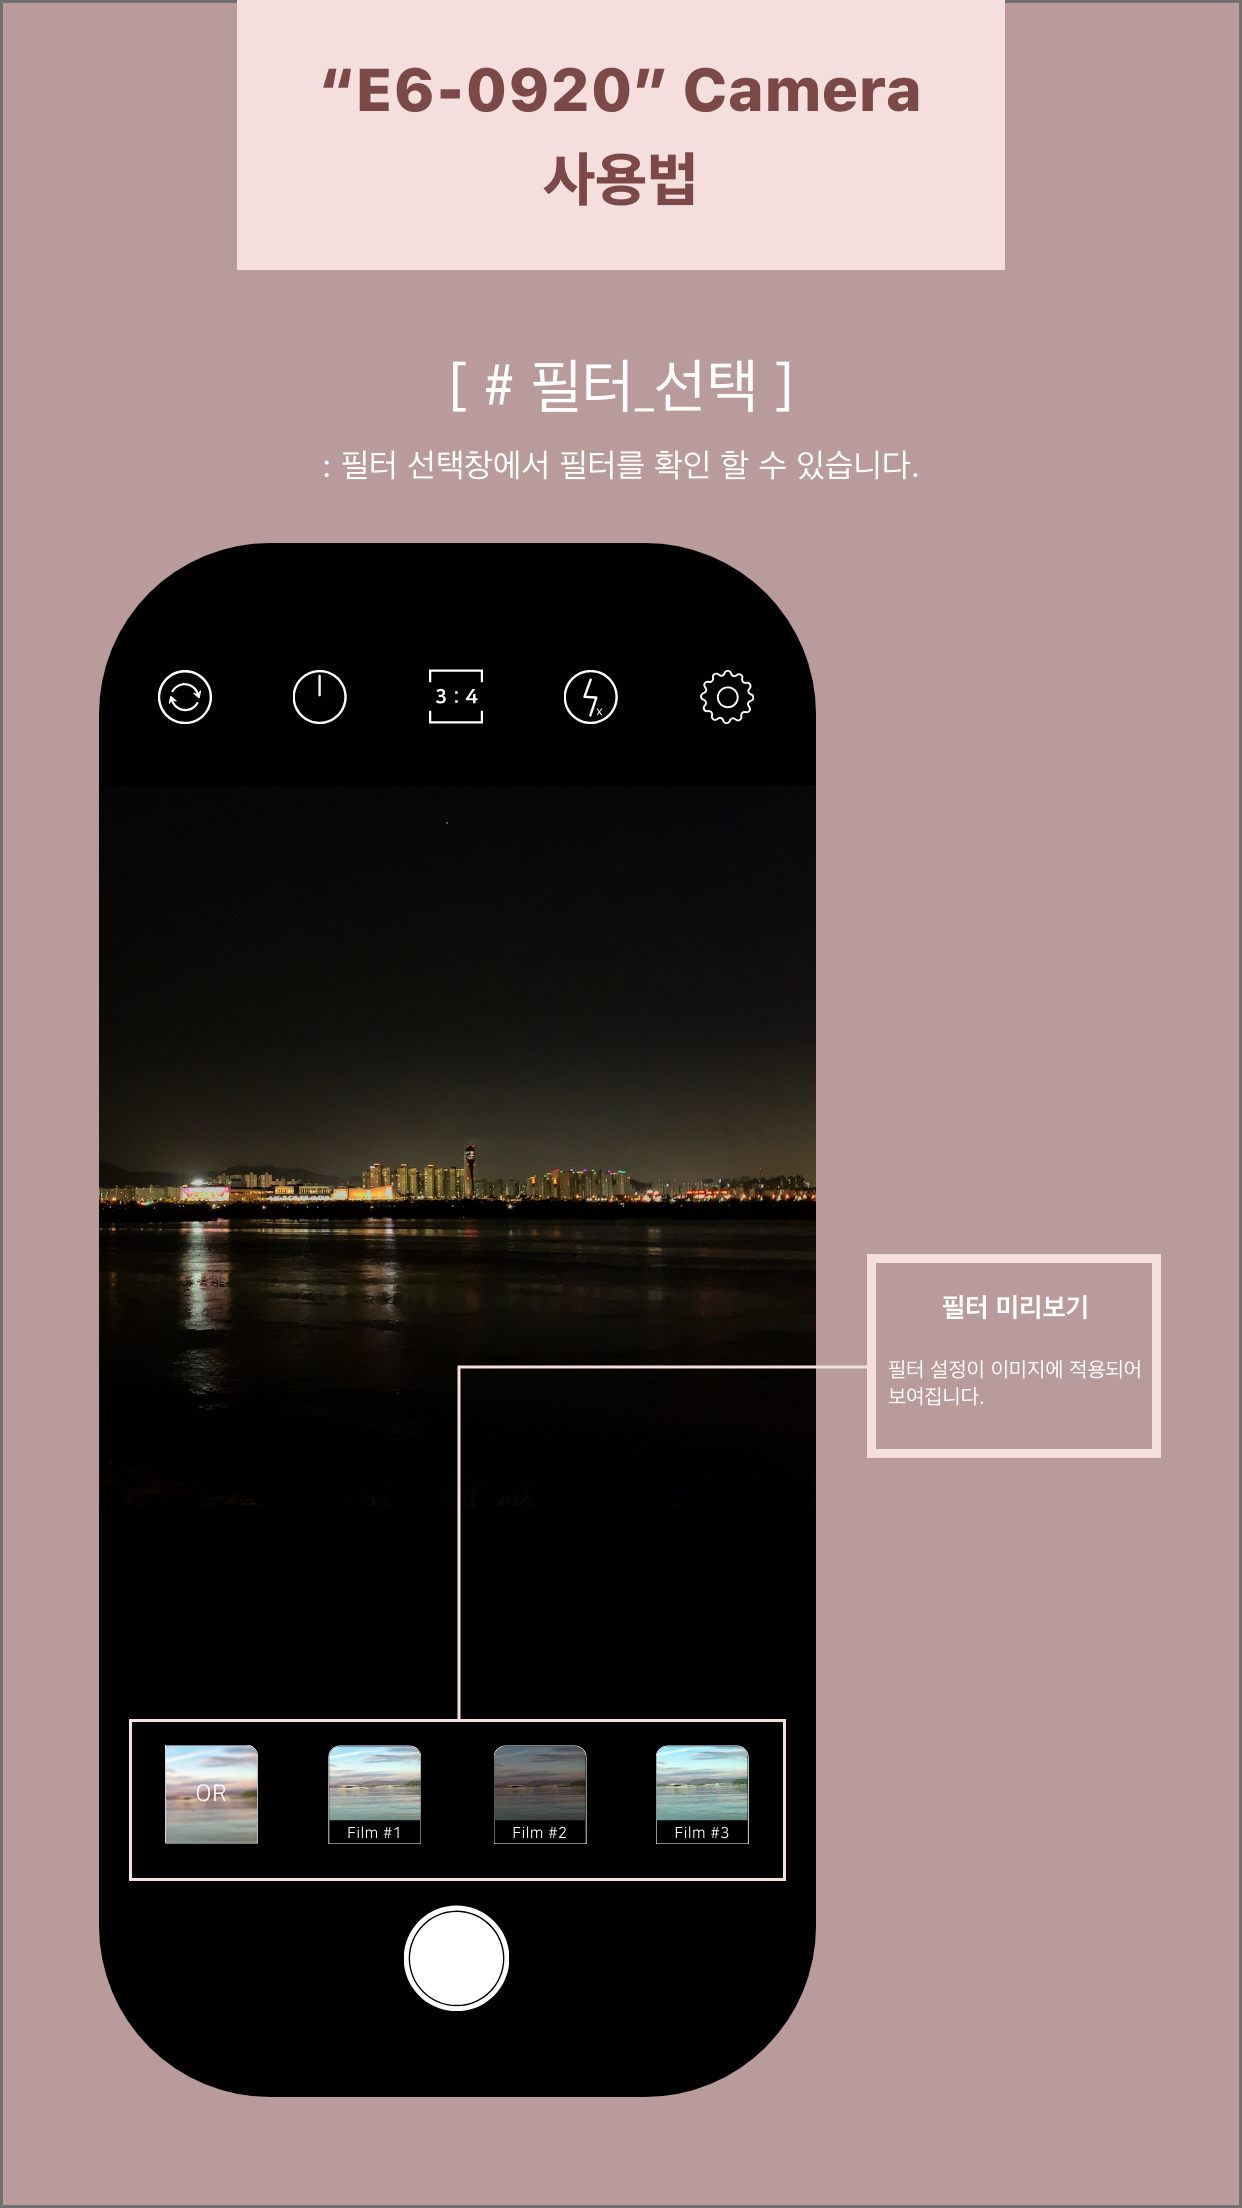 “E6-0920” Camera
사용법
[ # 필터_선택 ]
: 필터 선택창에서 필터를 확인 할 수 있습니다.
3 : 4
x
필터 미리보기
필터 설정이 이미지에 적용되어
보여집니다.
OR
Film #1
Film #2
Film #3